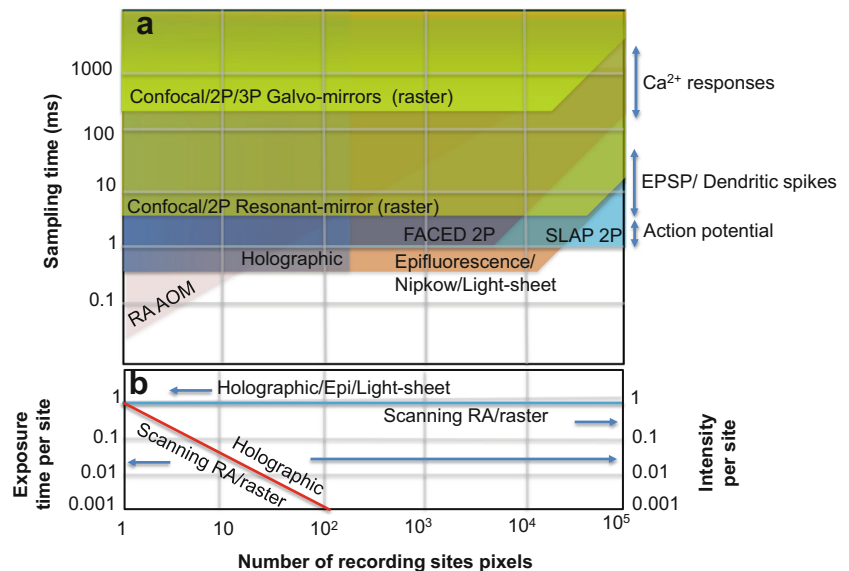 a
1000
100
10
1
0.1
Sampling time (ms)
Confocal/2P/3P Galvo-mirrors (raster)
Confocal/2P Resonant-mirror (raster)
FACED 2P
SLAP 2P
Holographic
Epifluorescence/
Nipkow/Light-sheet
RA AOM
Ca²⁺ responses
EPSP/ Dendritic spikes
Action potential
b
Holographic/Epi/Light-sheet
Scanning RA/raster
Holographic
Scanning RA/raster
1
0.1
0.01
0.001
Exposure
time per site
1
0.1
0.01
0.001
Intensity
per site
1
10
10²
10³
10⁴
10⁵
Number of recording sites pixels